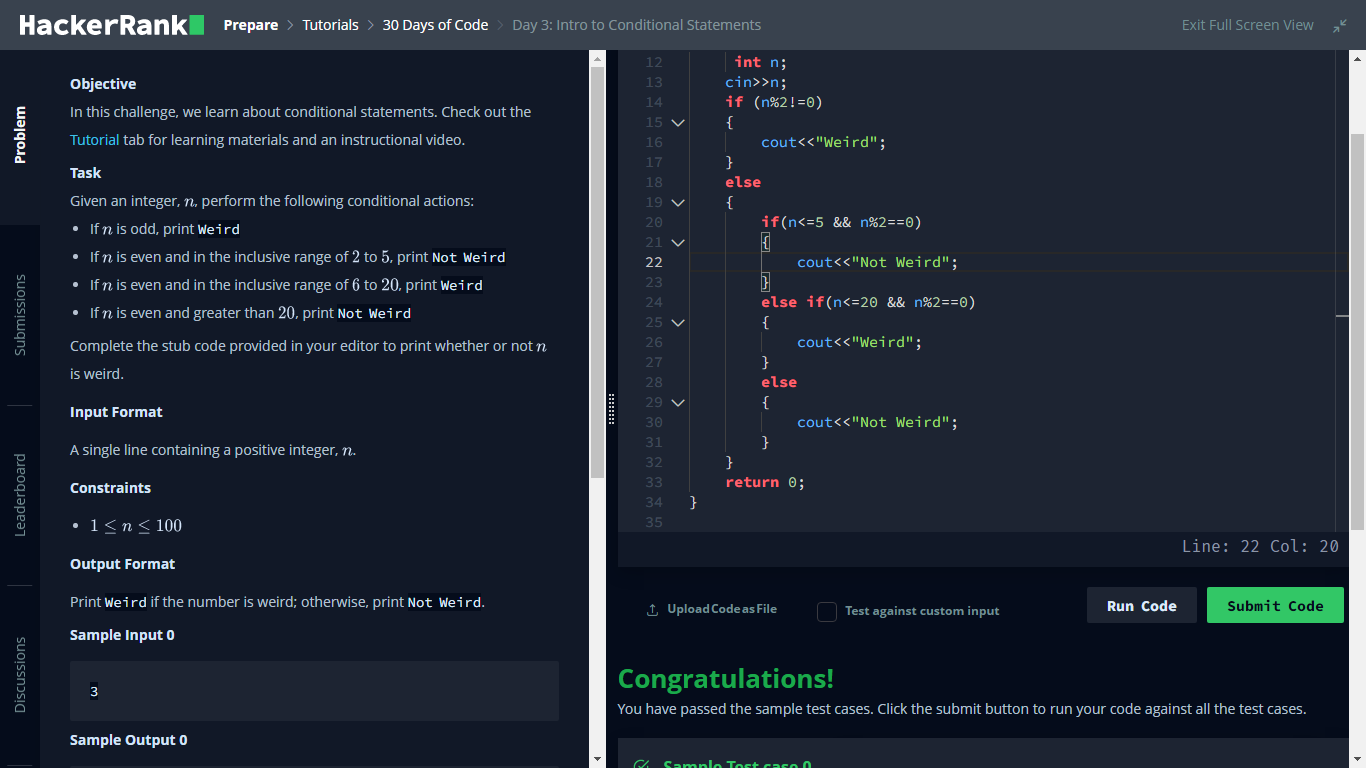 HackerRank Prepare > Tutorials > 30 Days of Code > Day 3: Intro to Conditional Statements Exit Full Screen View
Problem
Submissions
Leaderboard
Discussions
Objective
In this challenge, we learn about conditional statements. Check out the
Tutorial tab for learning materials and an instructional video.
Task
Given an integer, n, perform the following conditional actions:
• If n is odd, print Weird
• If n is even and in the inclusive range of 2 to 5, print Not Weird
• If n is even and in the inclusive range of 6 to 20, print Weird
• If n is even and greater than 20, print Not Weird
Complete the stub code provided in your editor to print whether or not n
is weird.
Input Format
A single line containing a positive integer, n.
Constraints
• 1 ≤ n ≤ 100
Output Format
Print Weird if the number is weird; otherwise, print Not Weird.
Sample Input 0
3
Sample Output 0
12 int n;
13 cin>>n;
14 if (n%2!=0)
15 {
16 cout<<"Weird";
17 }
18 else
19 {
20 if(n<=5 && n%2==0)
21 {
22 cout<<"Not Weird";
23 }
24 else if(n<=20 && n%2==0)
25 {
26 cout<<"Weird";
27 }
28 else
29 {
30 cout<<"Not Weird";
31 }
32 }
33 return 0;
34 }
35
Line: 22 Col: 20
Upload Code as File Test against custom input Run Code Submit Code
Congratulations!
You have passed the sample test cases. Click the submit button to run your code against all the test cases.
Sample Test case 0